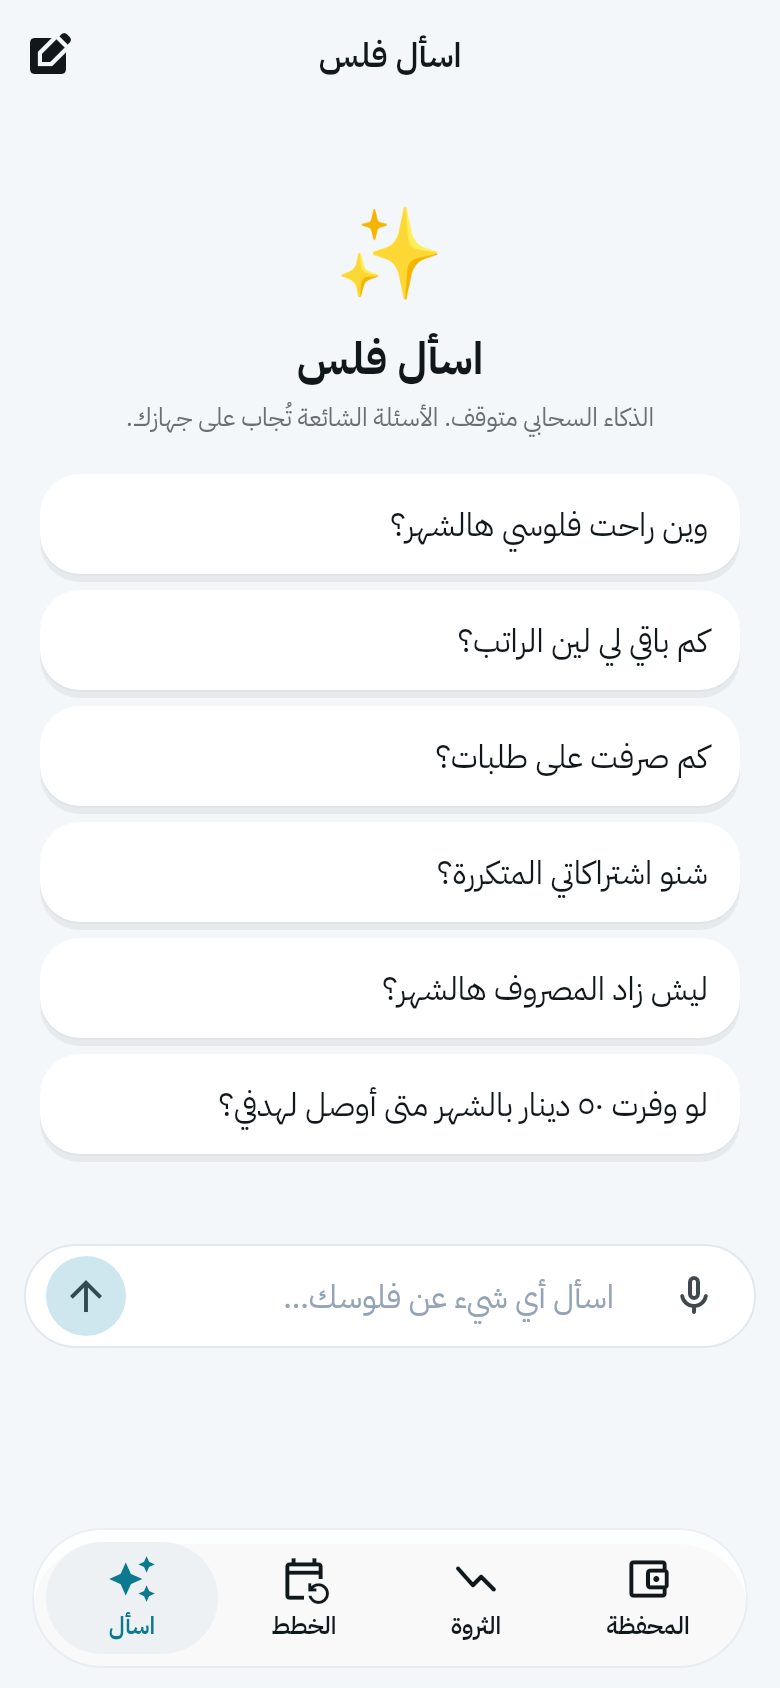 اسأل فلس
اسأل فلس
الذكاء السحابي متوقف. الأسئلة الشائعة تُجاب على جهازك.
وين راحت فلوسي هالشهر؟
كم باقي لي لين الراتب؟
كم صرفت على طلبات؟
شنو اشتراكاتي المتكررة؟
ليش زاد المصروف هالشهر؟
لو وفرت ٥٠ دينار بالشهر متى أوصل لهدفي؟
اسأل أي شيء عن فلوسك...
المحفظة
الثروة
الخطط
اسأل